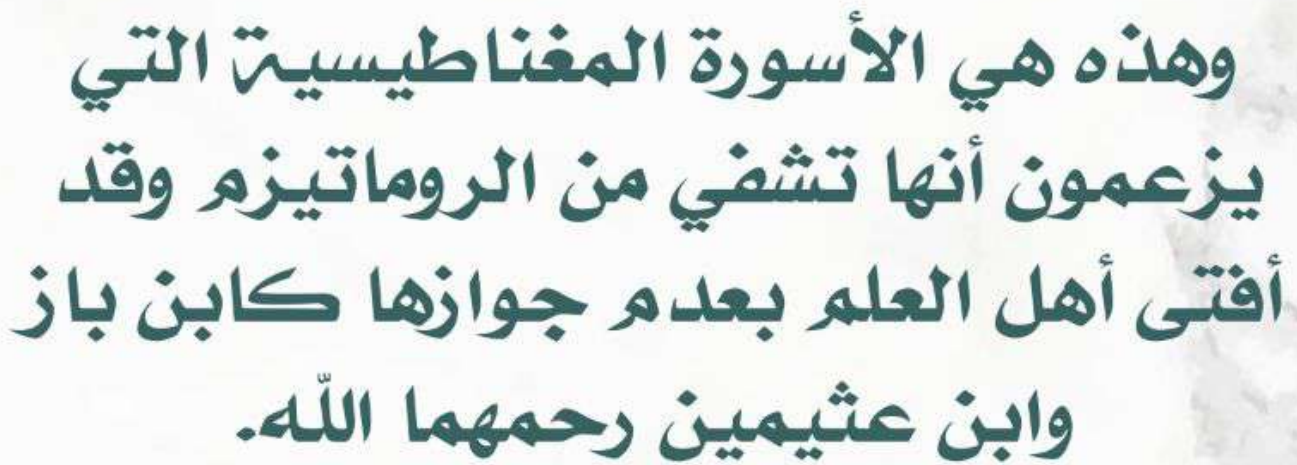 وهذه هي الأسورة المغناطيسية التي
يزعمون أنها تشفي من الروماتيزم وقد
أفتى أهل العلم بعدم جوازها كابن باز
وابن عثيمين رحمهما الله.